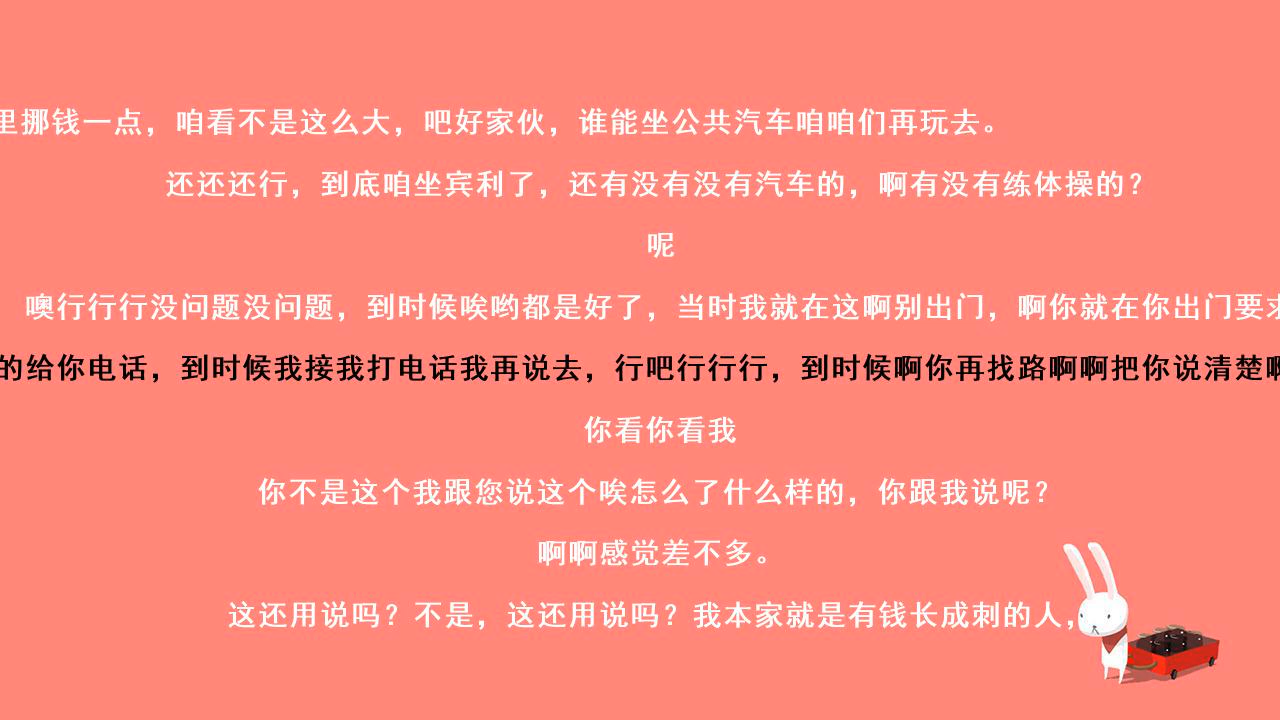 里挪钱一点，咱看不是这么大，吧好家伙，谁能坐公共汽车咱咱们再玩去。
还还还行，到底咱坐宾利了，还有没有没有汽车的，啊有没有练体操的？
呢
噢行行行没问题没问题，到时候唉哟都是好了，当时我就在这啊别出门，啊你就在你出门要求
的给你电话，到时候我接我打电话我再说去，行吧行行行，到时候啊你再找路啊啊把你说清楚啊
你看你看我
你不是这个我跟您说这个唉怎么了什么样的，你跟我说呢？
啊啊感觉差不多。
这还用说吗？不是，这还用说吗？我本家就是有钱长成刺的人，